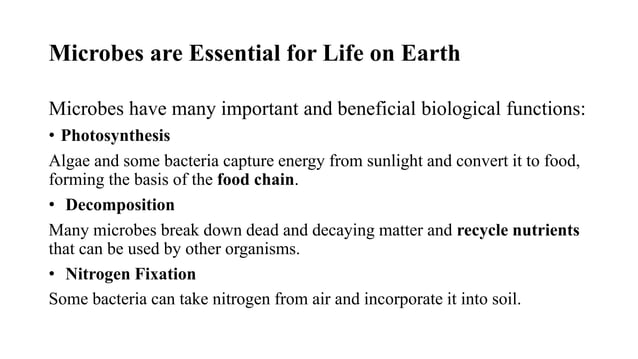 Microbes are Essential for Life on Earth
Microbes have many important and beneficial biological functions:
• Photosynthesis
Algae and some bacteria capture energy from sunlight and convert it to food,
forming the basis of the food chain.
• Decomposition
Many microbes break down dead and decaying matter and recycle nutrients
that can be used by other organisms.
• Nitrogen Fixation
Some bacteria can take nitrogen from air and incorporate it into soil.